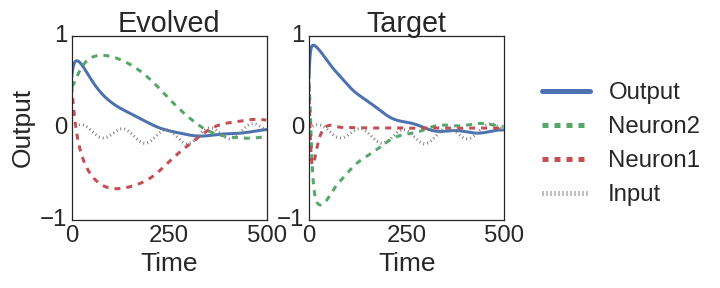 Evolved
Target
1
0
−1
Output
0
250
500
Time
1
0
−1
0
250
500
Time
Output
Neuron2
Neuron1
Input